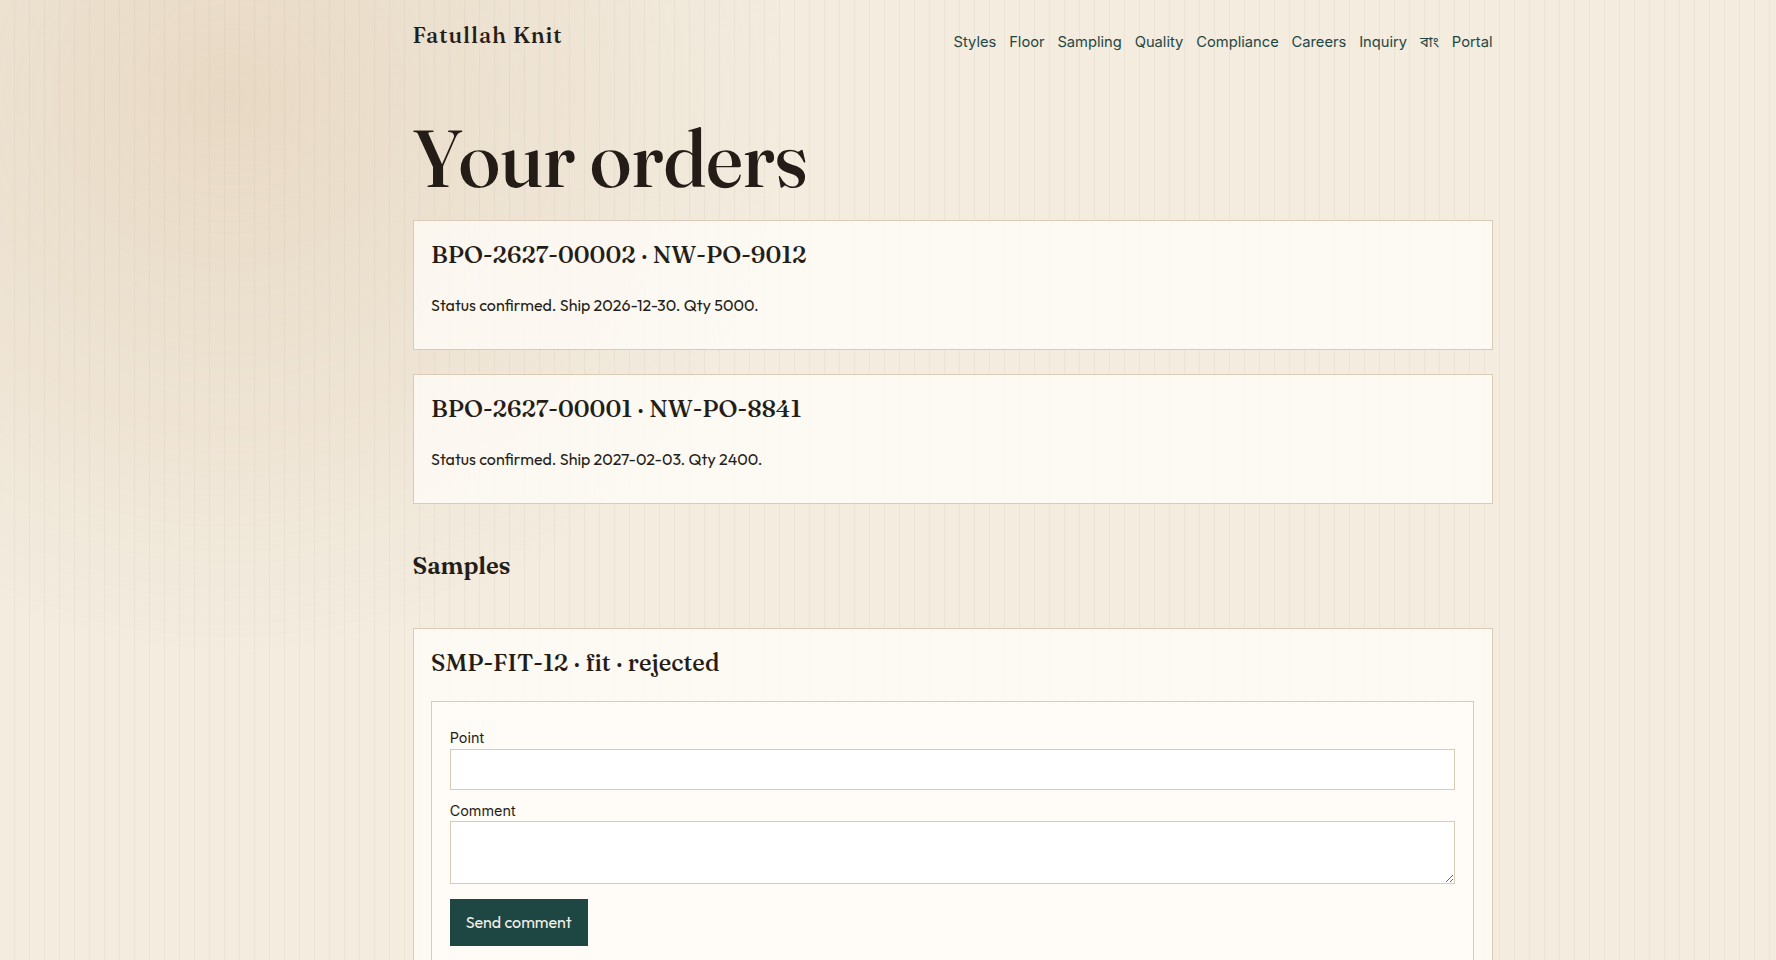 Fatullah Knit
Styles Floor Sampling Quality Compliance Careers Inquiry বাং Portal
Your orders
BPO-2627-00002 · NW-PO-9012
Status confirmed. Ship 2026-12-30. Qty 5000.
BPO-2627-00001 · NW-PO-8841
Status confirmed. Ship 2027-02-03. Qty 2400.
Samples
SMP-FIT-12 · fit · rejected
Point
Comment
Send comment